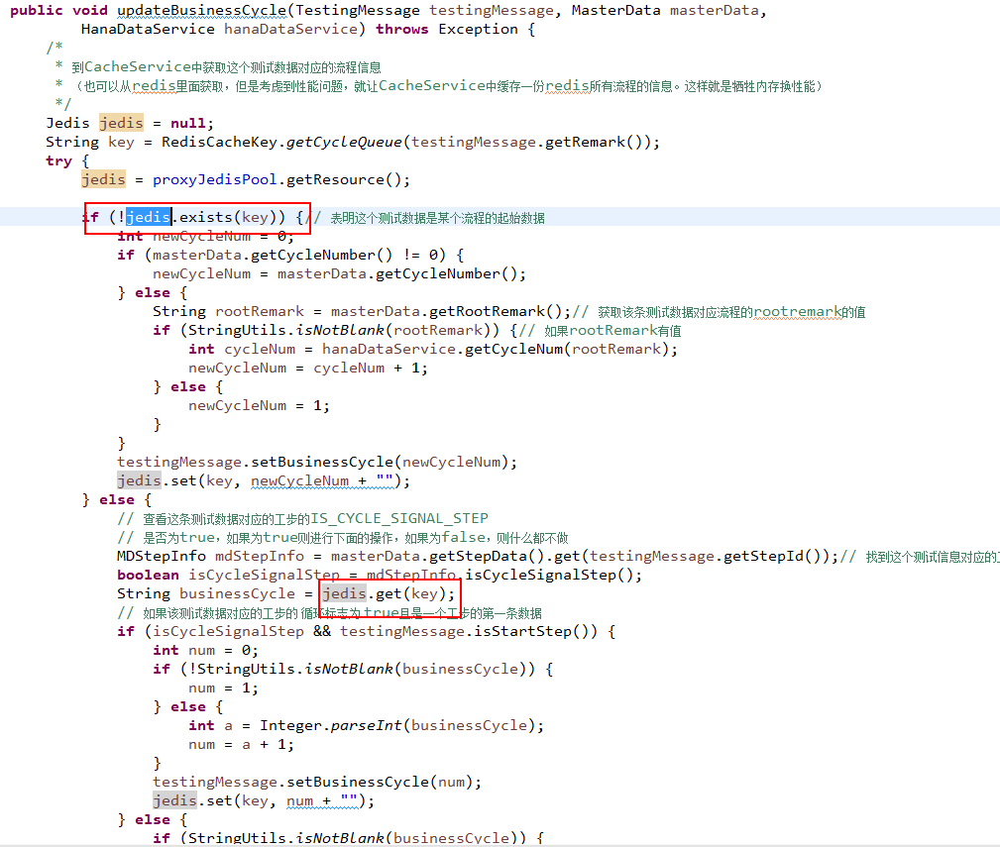 public void updateBusinessCycle(TestingMessage testingMessage, MasterData masterData,
HanaDataService hanaDataService) throws Exception {
/*
* 到CacheService中获取这个测试数据对应的流程信息
* （也可以从redis里面获取，但是考虑到性能问题，就让CacheService中缓存一份redis所有流程的信息。这样就是牺牲内存换性能）
*/
Jedis jedis = null;
String key = RedisCacheKey.getCycleQueue(testingMessage.getRemark());
try {
jedis = proxyJedisPool.getResource();
if (!jedis.exists(key)) {// 表明这个测试数据是某个流程的起始数据
int newCycleNum = 0;
if (masterData.getCycleNumber() != 0) {
newCycleNum = masterData.getCycleNumber();
} else {
String rootRemark = masterData.getRootRemark();// 获取该条测试数据对应流程的rootremark的值
if (StringUtils.isNotBlank(rootRemark)) {// 如果rootRemark有值
int cycleNum = hanaDataService.getCycleNum(rootRemark);
newCycleNum = cycleNum + 1;
} else {
newCycleNum = 1;
}
}
testingMessage.setBusinessCycle(newCycleNum);
jedis.set(key, newCycleNum + "");
} else {
// 查看这条测试数据对应的工步的IS_CYCLE_SIGNAL_STEP
// 是否为true，如果为true则进行下面的操作，如果为false，则什么都不做
MDStepInfo mdStepInfo = masterData.getStepData().get(testingMessage.getStepId());// 找到这个测试信息对应的
boolean isCycleSignalStep = mdStepInfo.isCycleSignalStep();
String businessCycle = jedis.get(key);
// 如果该测试数据对应的工步的 循环标志为 true且是一个工步的第一条数据
if (isCycleSignalStep && testingMessage.isStartStep()) {
int num = 0;
if (!StringUtils.isNotBlank(businessCycle)) {
num = 1;
} else {
int a = Integer.parseInt(businessCycle);
num = a + 1;
}
testingMessage.setBusinessCycle(num);
jedis.set(key, num + "");
} else {
if (StringUtils.isNotBlank(businessCycle)) {